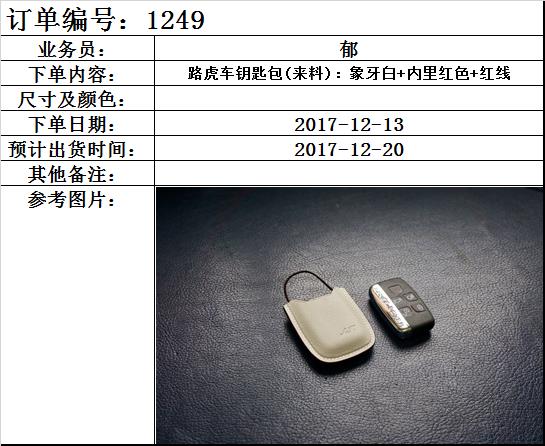 订单编号：1249
业务员： 郁
下单内容： 路虎车钥匙包(来料)：象牙白+内里红色+红线
尺寸及颜色：
下单日期： 2017-12-13
预计出货时间： 2017-12-20
其他备注：
参考图片：